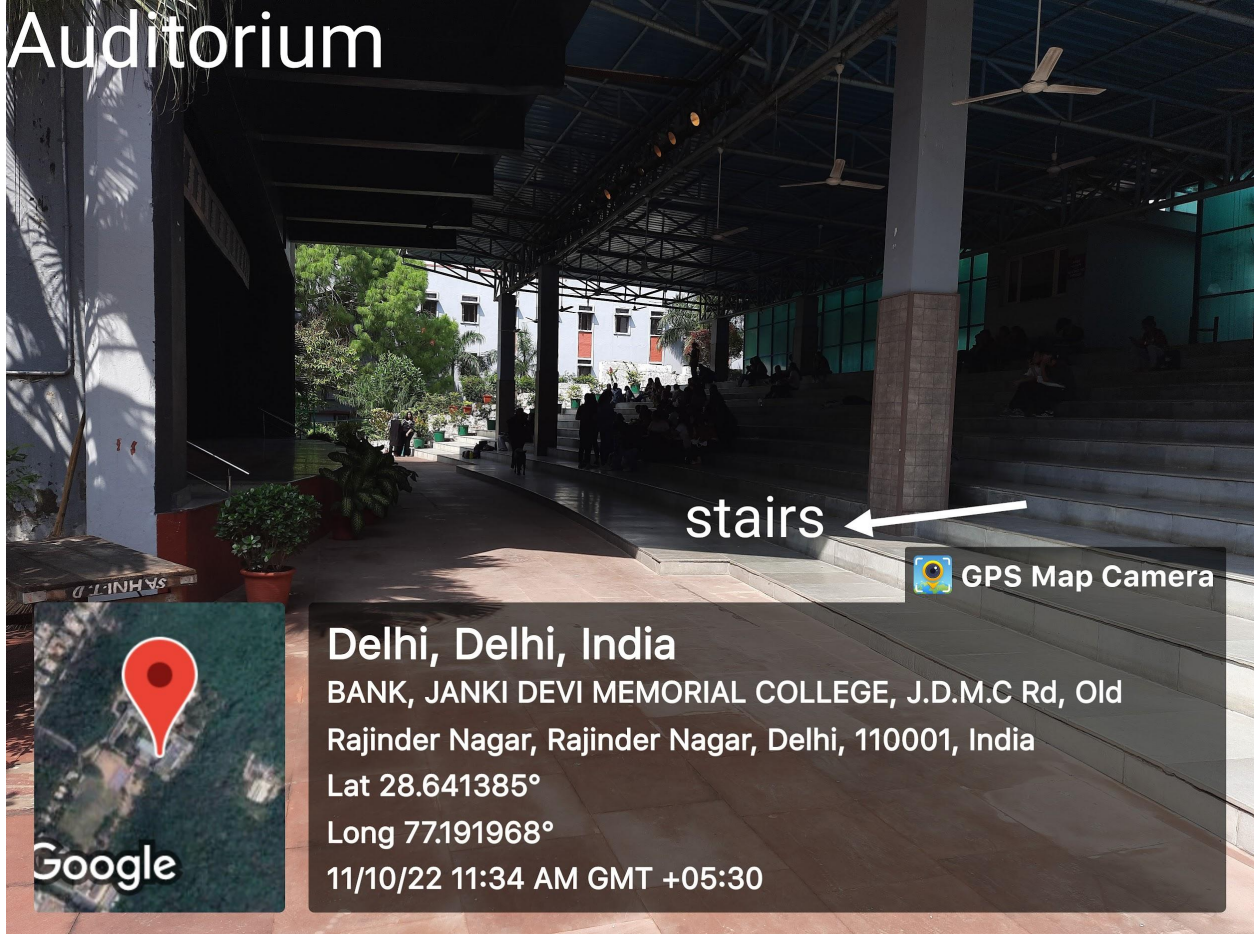 Auditorium
stairs
GPS Map Camera
Delhi, Delhi, India
BANK, JANKI DEVI MEMORIAL COLLEGE, J.D.M.C Rd, Old
Rajinder Nagar, Rajinder Nagar, Delhi, 110001, India
Lat 28.641385°
Long 77.191968°
11/10/22 11:34 AM GMT +05:30
Google